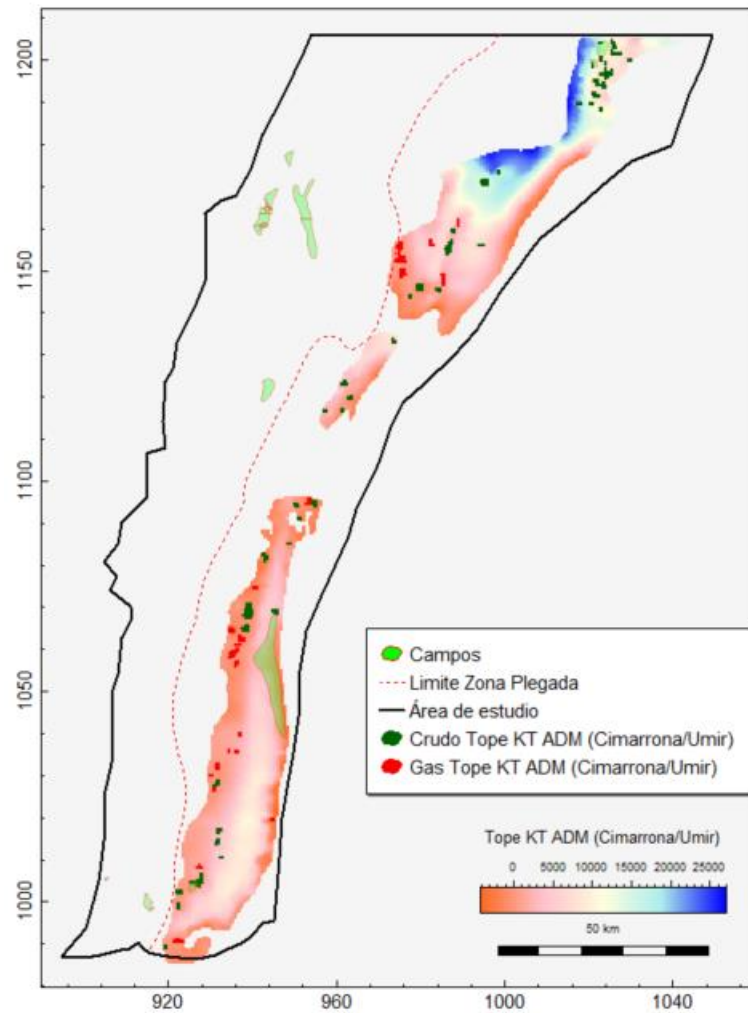 1200
1150
1100
1050
1000
920
960
1000
1040
Campos
Limite Zona Plegada
Área de estudio
Crudo Tope KT ADM (Cimarrona/Umir)
Gas Tope KT ADM (Cimarrona/Umir)
Tope KT ADM (Cimarrona/Umir)
0 5000 10000 15000 20000 25000
50 km